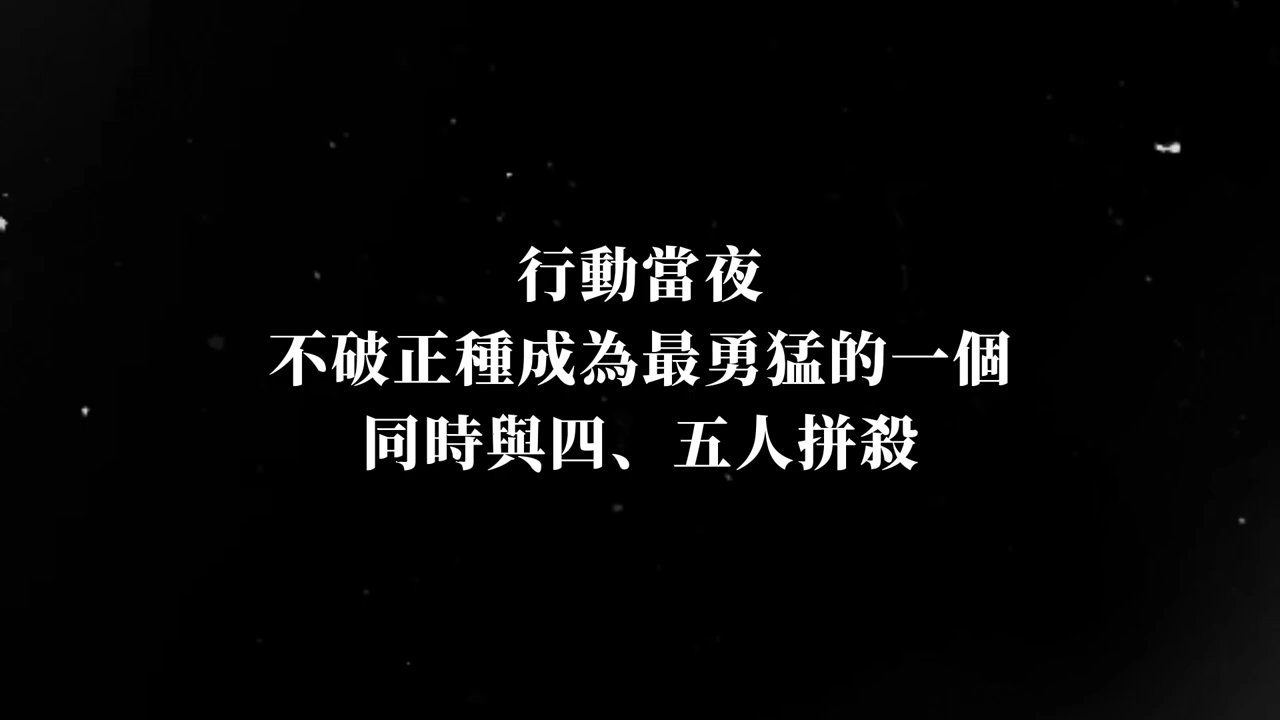 行動當夜
不破正種成為最勇猛的一個
同時與四、五人拼殺